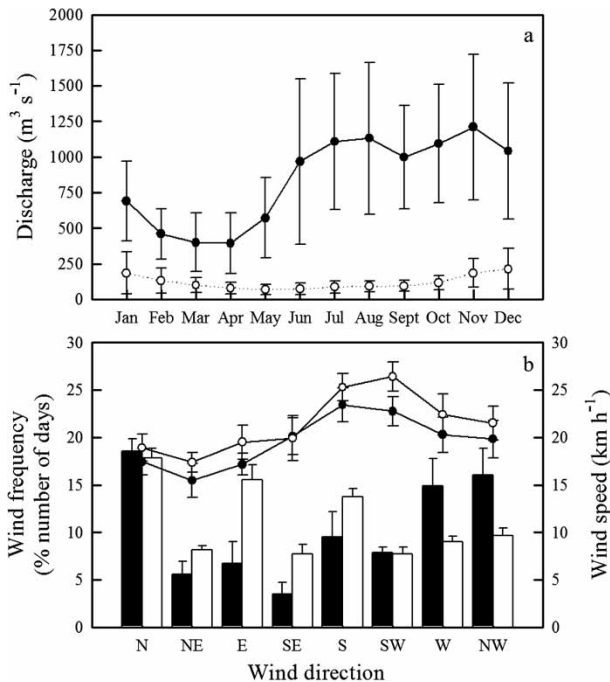 a
Discharge (m³ s⁻¹)
2000
1750
1500
1250
1000
750
500
250
0
Jan Feb Mar Apr May Jun Jul Aug Sept Oct Nov Dec
b
Wind frequency
(% number of days)
30
25
20
15
10
5
0
30
25
20
15
10
5
0
Wind speed (km h⁻¹)
N NE E SE S SW W NW
Wind direction